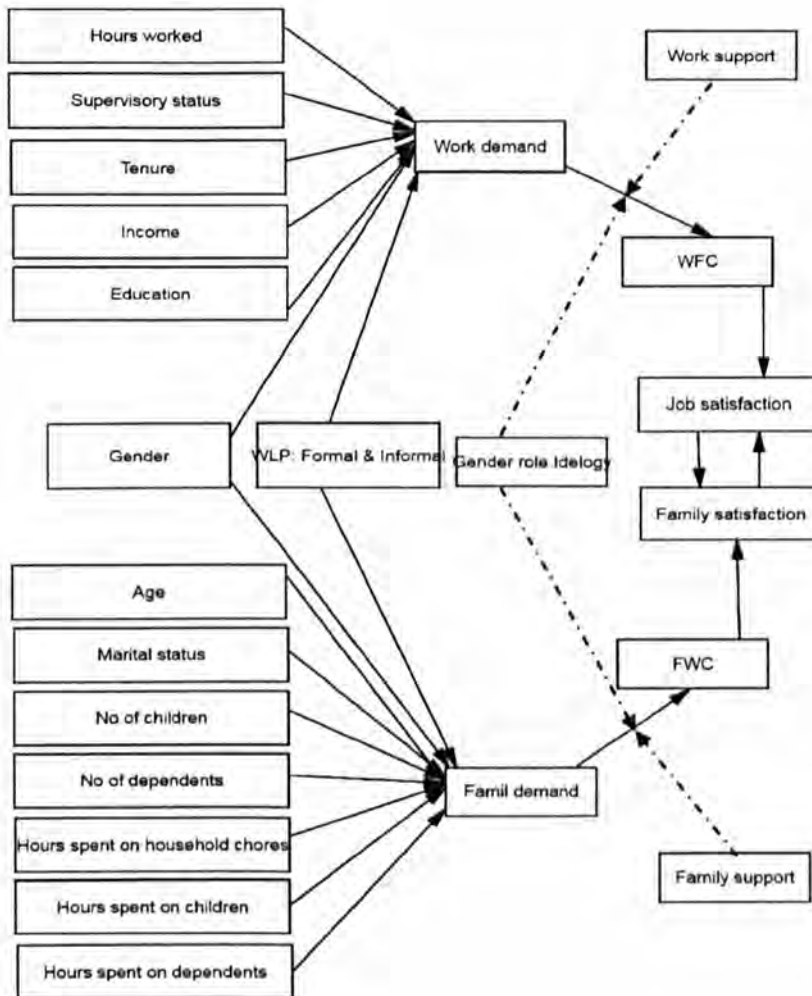 Hours worked
Supervisory status
Tenure
Income
Education
Work demand
Work support
WFC
Job satisfaction
Gender
WLP: Formal & Informal
Gender role Idelogy
Family satisfaction
Age
Marital status
No of children
No of dependents
Hours spent on household chores
Hours spent on children
Hours spent on dependents
Famil demand
FWC
Family support